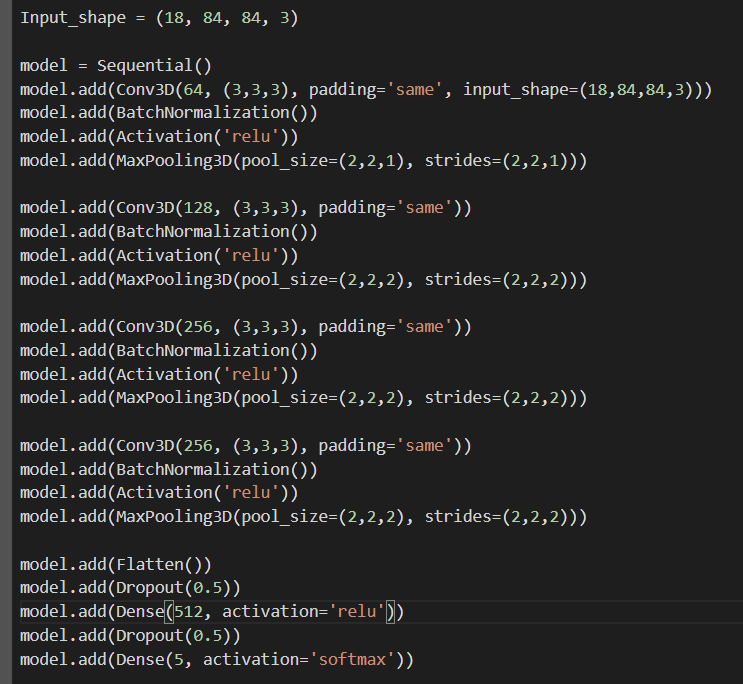 Input_shape = (18, 84, 84, 3)
model = Sequential()
model.add(Conv3D(64, (3,3,3), padding='same', input_shape=(18,84,84,3)))
model.add(BatchNormalization())
model.add(Activation('relu'))
model.add(MaxPooling3D(pool_size=(2,2,1), strides=(2,2,1)))
model.add(Conv3D(128, (3,3,3), padding='same'))
model.add(BatchNormalization())
model.add(Activation('relu'))
model.add(MaxPooling3D(pool_size=(2,2,2), strides=(2,2,2)))
model.add(Conv3D(256, (3,3,3), padding='same'))
model.add(BatchNormalization())
model.add(Activation('relu'))
model.add(MaxPooling3D(pool_size=(2,2,2), strides=(2,2,2)))
model.add(Conv3D(256, (3,3,3), padding='same'))
model.add(BatchNormalization())
model.add(Activation('relu'))
model.add(MaxPooling3D(pool_size=(2,2,2), strides=(2,2,2)))
model.add(Flatten())
model.add(Dropout(0.5))
model.add(Dense(512, activation='relu'))
model.add(Dropout(0.5))
model.add(Dense(5, activation='softmax'))